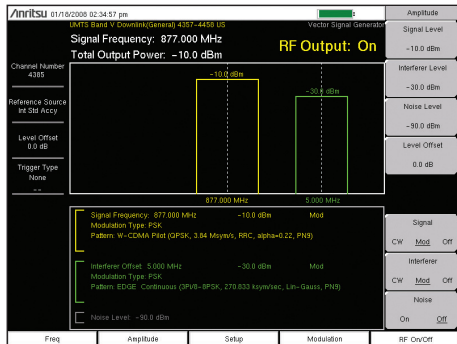 Anritsu 01/18/2008 02:34:57 pm
UMTS Band V Downlink(General) 4357-4458 US
Vector Signal Generator
Signal Frequency: 877.000 MHz
Total Output Power: -10.0 dBm
RF Output: On
Channel Number
4385
Reference Source
Int Std Accy
Level Offset
0.0 dB
Trigger Type
None
--
-10.0 dBm
-30.0 dBm
877.000 MHz
5.000 MHz
Signal Frequency: 877.000 MHz -10.0 dBm Mod
Modulation Type: PSK
Pattern: W-CDMA Pilot (QPSK, 3.84 Msym/s, RRC, alpha=0.22, PN9)
Interferer Offset: 5.000 MHz -30.0 dBm Mod
Modulation Type: PSK
Pattern: EDGE Continuous (3PI/8-8PSK, 270.833 ksym/sec, Lin-Gauss, PN9)
Noise Level: -90.0 dBm
Amplitude
Signal Level
-10.0 dBm
Interferer Level
-30.0 dBm
Noise Level
-90.0 dBm
Level Offset
0.0 dB
Signal
CW Mod Off
Interferer
CW Mod Off
Noise
On Off
Freq Amplitude Setup Modulation RF On/Off